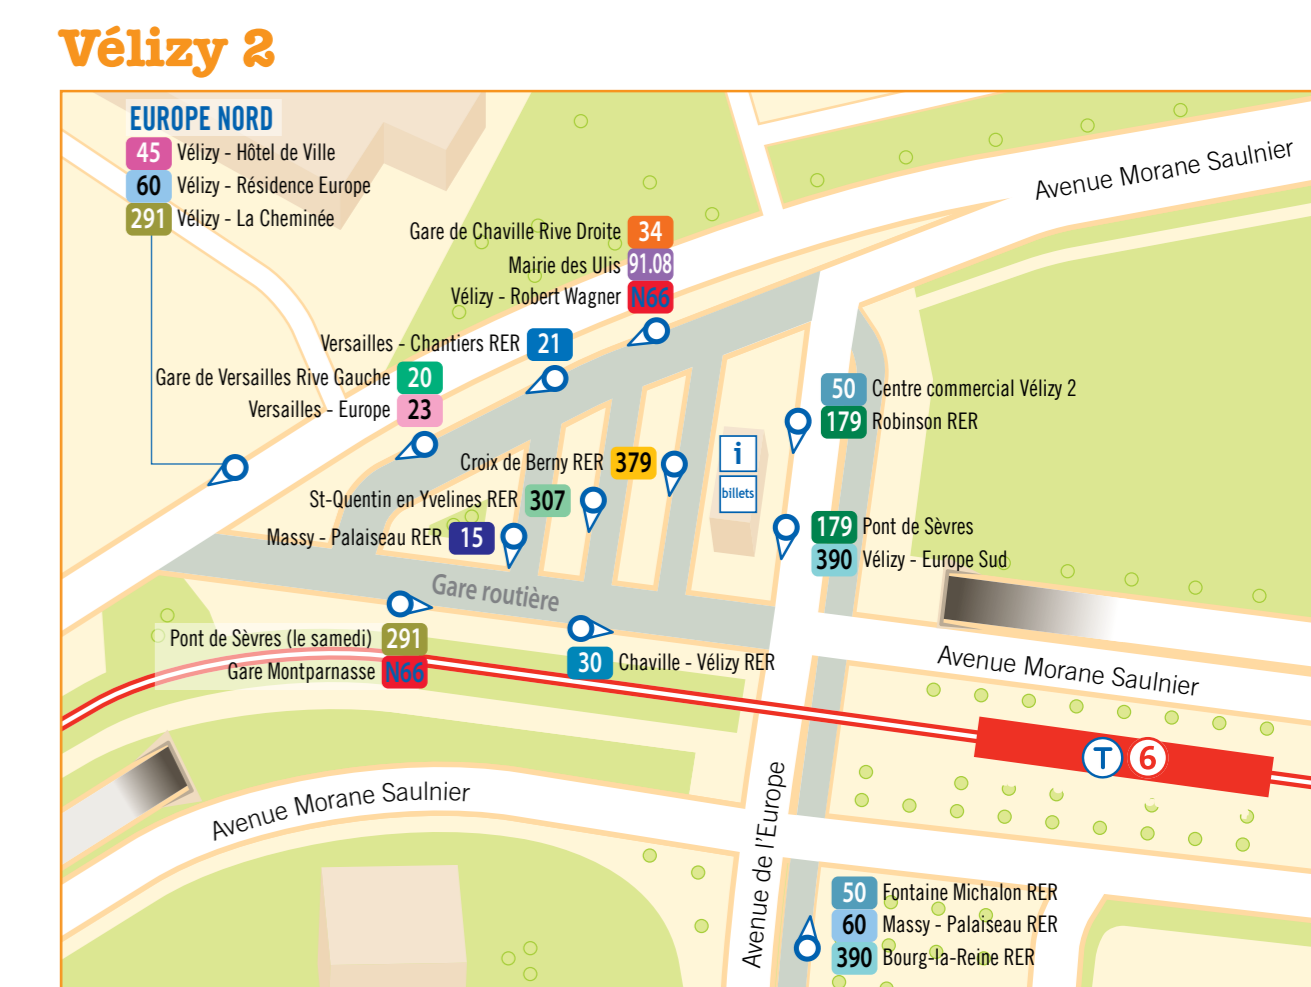 Vélizy 2
EUROPE NORD
45 Vélizy - Hôtel de Ville
60 Vélizy - Résidence Europe
291 Vélizy - La Cheminée
Avenue Morane Saulnier
Gare de Chaville Rive Droite 34
Mairie des Ulis 91.08
Vélizy - Robert Wagner N66
Versailles - Chantiers RER 21
Gare de Versailles Rive Gauche 20
Versailles - Europe 23
50 Centre commercial Vélizy 2
179 Robinson RER
Croix de Berny RER 379
i
billets
St-Quentin en Yvelines RER 307
Massy - Palaiseau RER 15
179 Pont de Sèvres
390 Vélizy - Europe Sud
Gare routière
Pont de Sèvres (le samedi) 291
Gare Montparnasse N66
30 Chaville - Vélizy RER
Avenue Morane Saulnier
T 6
Avenue Morane Saulnier
Avenue de l'Europe
50 Fontaine Michalon RER
60 Massy - Palaiseau RER
390 Bourg-la-Reine RER